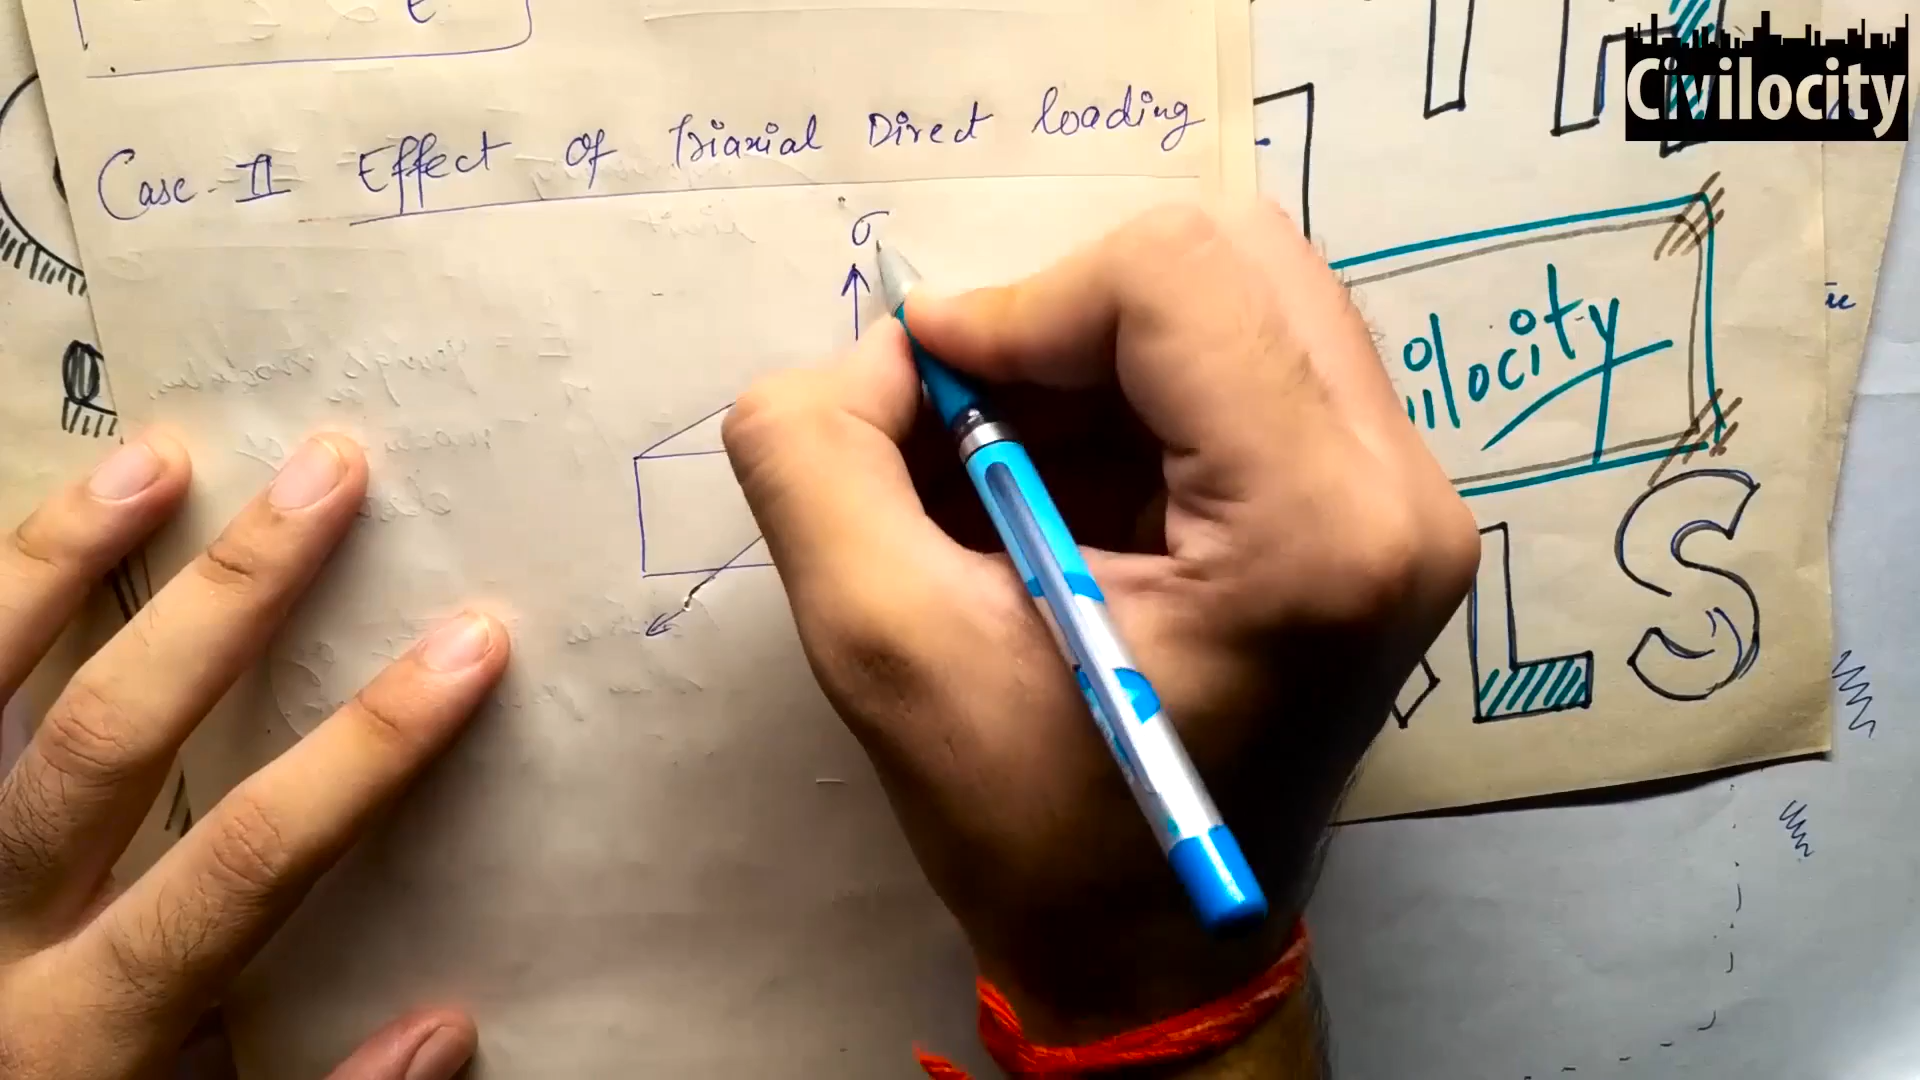 t
Civilocity
Case - II Effect Of Triaxial Direct loading
σ
ilocity
LS